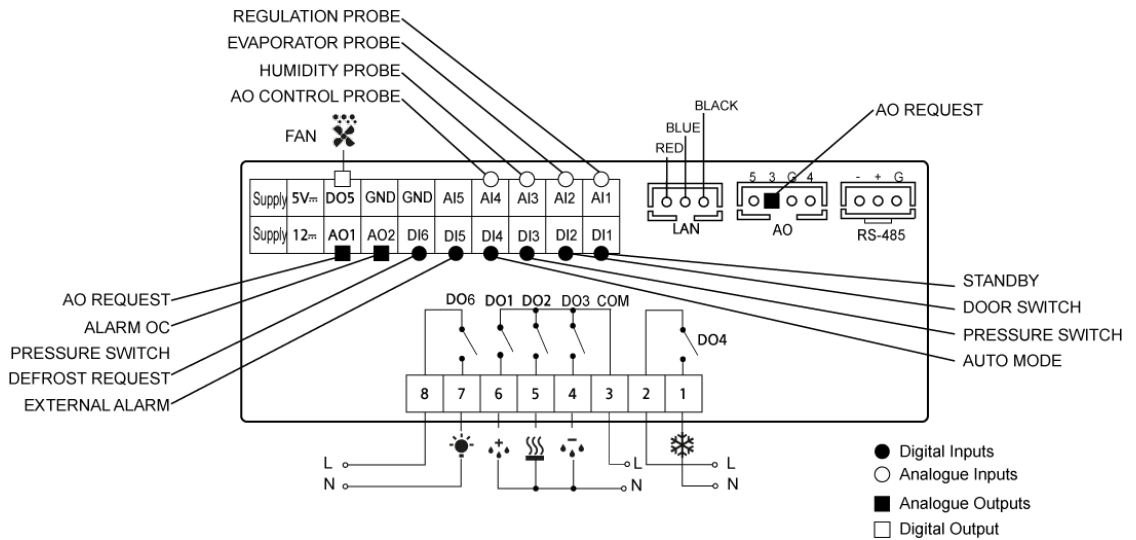 REGULATION PROBE
EVAPORATOR PROBE
HUMIDITY PROBE
AO CONTROL PROBE
FAN
BLACK
BLUE
RED
AO REQUEST
Supply 5V DO5 GND GND AI5 AI4 AI3 AI2 AI1
Supply 12 AO1 AO2 DI6 DI5 DI4 DI3 DI2 DI1
LAN
5 3 G 4
AO
- + G
RS-485
AO REQUEST
ALARM OC
PRESSURE SWITCH
DEFROST REQUEST
EXTERNAL ALARM
STANDBY
DOOR SWITCH
PRESSURE SWITCH
AUTO MODE
DO6 DO1 DO2 DO3 COM
DO4
8 7 6 5 4 3 2 1
L L L
N N N
Digital Inputs
Analogue Inputs
Analogue Outputs
Digital Output